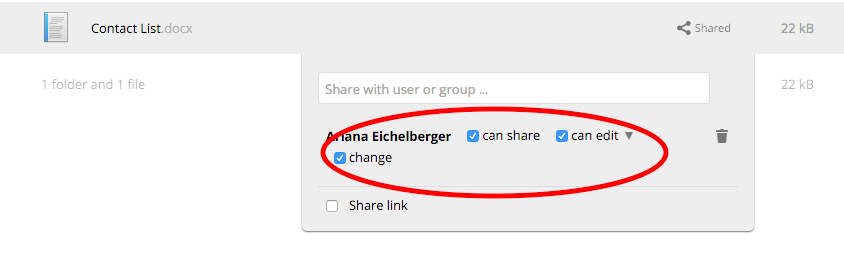 Contact List.docx Shared 22 kB
1 folder and 1 file 22 kB
Share with user or group ...
Ariana Eichelberger can share can edit
change
Share link